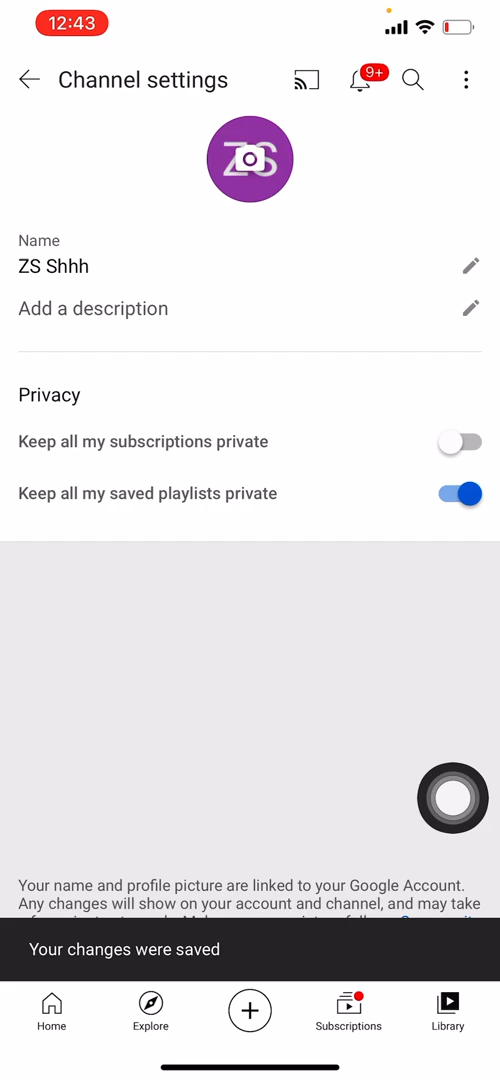 12:43
Channel settings
9+
ZS
Name
ZS Shhh
Add a description
Privacy
Keep all my subscriptions private
Keep all my saved playlists private
Your name and profile picture are linked to your Google Account.
Any changes will show on your account and channel, and may take
Your changes were saved
Home
Explore
Subscriptions
Library